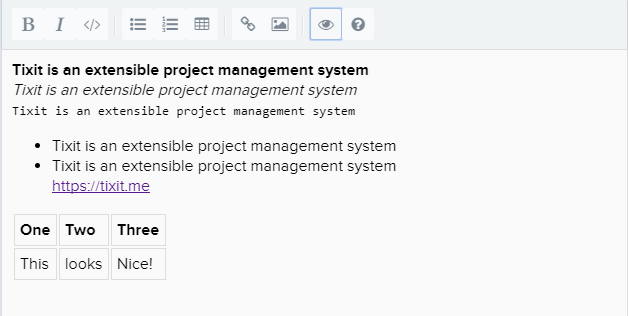 B I </>
Tixit is an extensible project management system
Tixit is an extensible project management system
Tixit is an extensible project management system
Tixit is an extensible project management system
Tixit is an extensible project management system
https://tixit.me
One Two Three
This looks Nice!